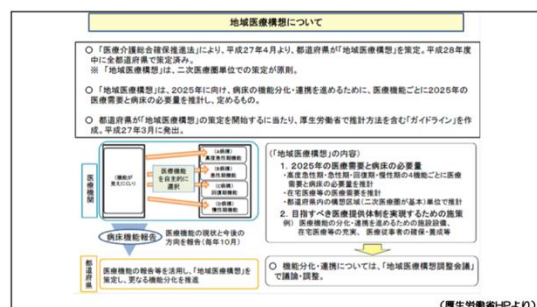 地域医療構想について
○ 「医療介護総合確保推進法」により、平成27年4月より、都道府県が「地域医療構想」を策定。平成28年度
中に全都道府県で策定済み。
※ 「地域医療構想」は、二次医療圏単位での策定が原則。
○ 「地域医療構想」は、2025年に向け、病床の機能分化・連携を進めるために、医療機能ごとに2025年の
医療需要と病床の必要量を推計し、定めるもの。
○ 都道府県が「地域医療構想」の策定を開始するに当たり、厚生労働省で推計方法を含む「ガイドライン」を作
成。平成27年3月に発出。
医療機関
(機能が
見えにくい)
医療機能
を自主的に
選択
(A病棟)
高度急性期機能
(B病棟)
急性期機能
(C病棟)
回復期機能
(D病棟)
慢性期機能
病床機能報告
医療機能の現状と今後の
方向を報告(毎年10月)
都道府県
医療機能の報告等を活用し、「地域医療構想」を
策定し、更なる機能分化を推進
(「地域医療構想」の内容)
1. 2025年の医療需要と病床の必要量
・高度急性期・急性期・回復期・慢性期の4機能ごとに医療
需要と病床の必要量を推計
・在宅医療等の医療需要を推計
・都道府県内の構想区域(二次医療圏が基本)単位で推計
2. 目指すべき医療提供体制を実現するための施策
例) 医療機能の分化・連携を進めるための施設設備、
在宅医療等の充実、医療従事者の確保・養成等
○ 機能分化・連携については、「地域医療構想調整会議」
で議論・調整。
(厚生労働省HPより)